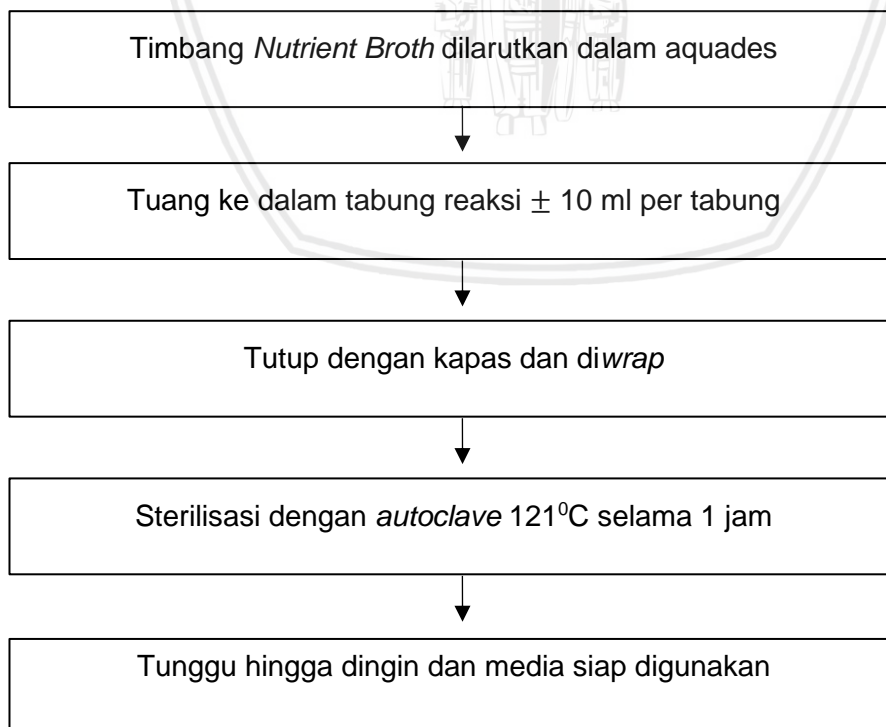 Timbang Nutrient Broth dilarutkan dalam aquades
Tuang ke dalam tabung reaksi ± 10 ml per tabung
Tutup dengan kapas dan diwrap
Sterilisasi dengan autoclave 121⁰C selama 1 jam
Tunggu hingga dingin dan media siap digunakan